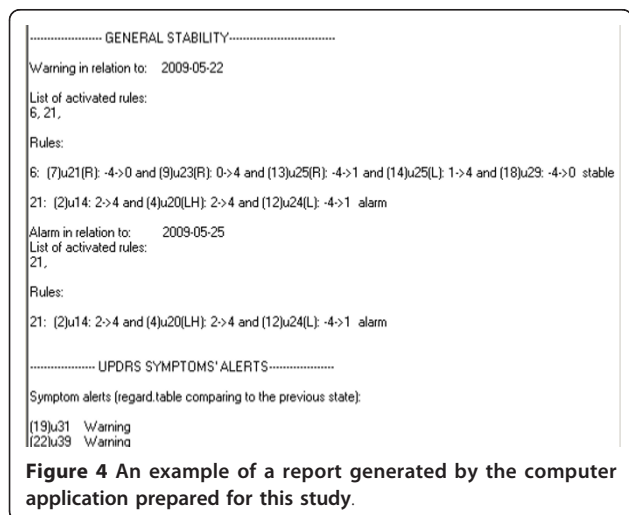 -------------------- GENERAL STABILITY------------------------------
Warning in relation to: 2009-05-22
List of activated rules:
6, 21,
Rules:
6: (7)u21(R): -4->0 and (9)u23(R): 0->4 and (13)u25(R): -4->1 and (14)u25(L): 1->4 and (18)u29: -4->0 stable
21: (2)u14: 2->4 and (4)u20(LH): 2->4 and (12)u24(L): -4->1 alarm
Alarm in relation to: 2009-05-25
List of activated rules:
21,
Rules:
21: (2)u14: 2->4 and (4)u20(LH): 2->4 and (12)u24(L): -4->1 alarm
------------------ UPDRS SYMPTOMS' ALERTS------------------
Symptom alerts (regard.table comparing to the previous state):
(19)u31 Warning
(22)u39 Warning
Figure 4 An example of a report generated by the computer
application prepared for this study.